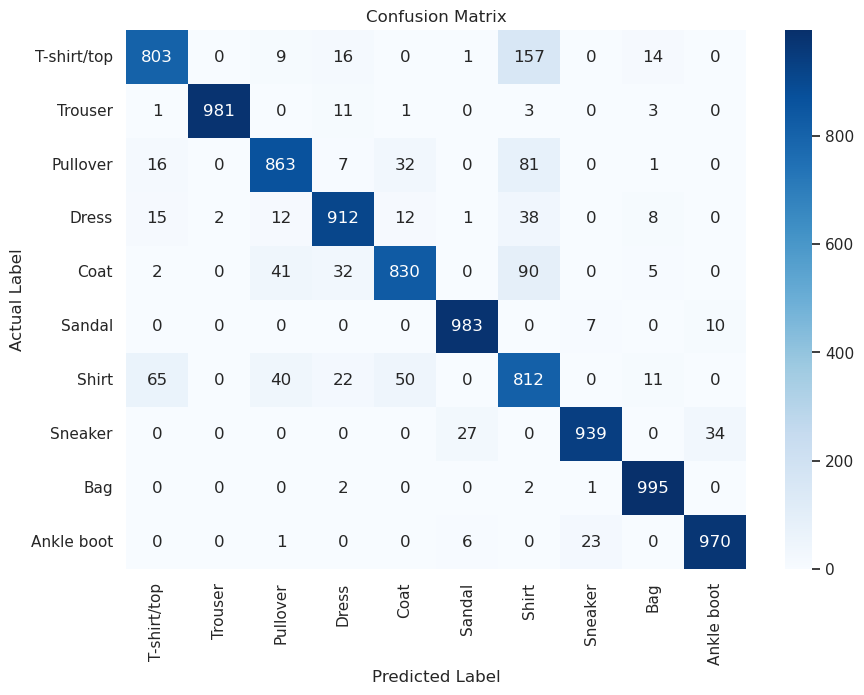 Confusion Matrix
T-shirt/top 803 0 9 16 0 1 157 0 14 0
Trouser 1 981 0 11 1 0 3 0 3 0
Pullover 16 0 863 7 32 0 81 0 1 0
Dress 15 2 12 912 12 1 38 0 8 0
Coat 2 0 41 32 830 0 90 0 5 0
Sandal 0 0 0 0 0 983 0 7 0 10
Shirt 65 0 40 22 50 0 812 0 11 0
Sneaker 0 0 0 0 0 27 0 939 0 34
Bag 0 0 0 2 0 0 2 1 995 0
Ankle boot 0 0 1 0 0 6 0 23 0 970
Actual Label
T-shirt/top Trouser Pullover Dress Coat Sandal Shirt Sneaker Bag Ankle boot
Predicted Label
800
600
400
200
0